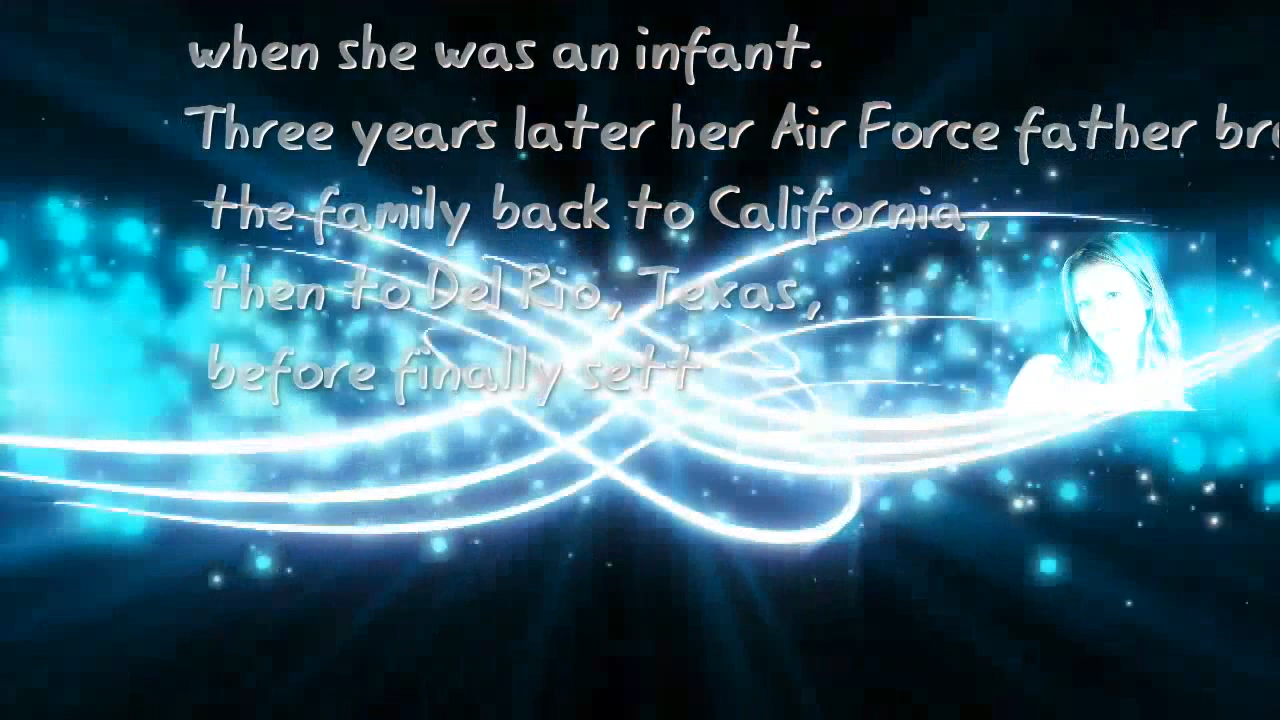 when she was an infant.
Three years later her Air Force father
the family back to California,
then to Del Rio, Texas,
before finally sett